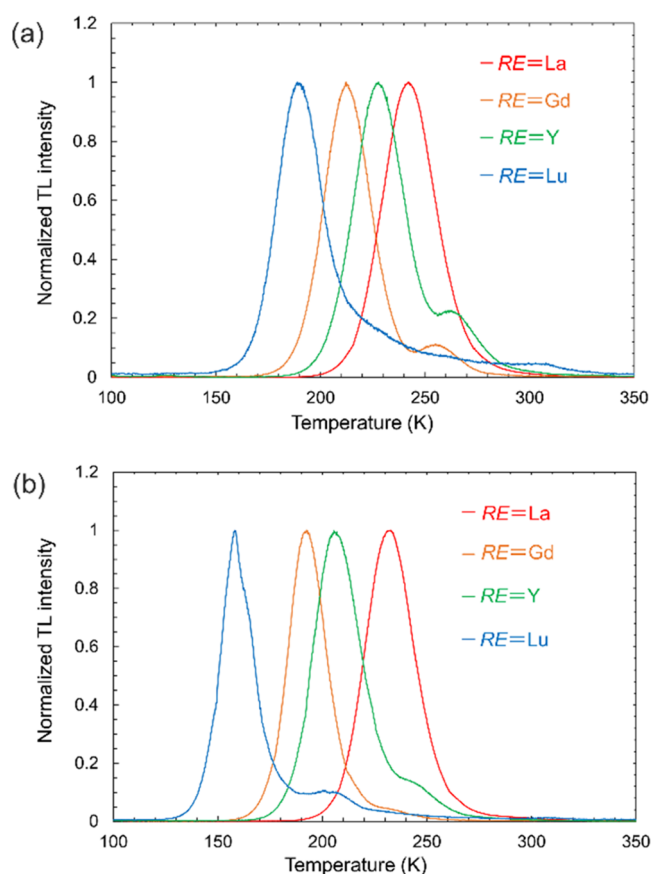 (a)
1.2
1
0.8
0.6
0.4
0.2
0
Normalized TL intensity
RE=La
RE=Gd
RE=Y
RE=Lu
100 150 200 250 300 350
Temperature (K)
(b)
1.2
1
0.8
0.6
0.4
0.2
0
Normalized TL intensity
RE=La
RE=Gd
RE=Y
RE=Lu
100 150 200 250 300 350
Temperature (K)